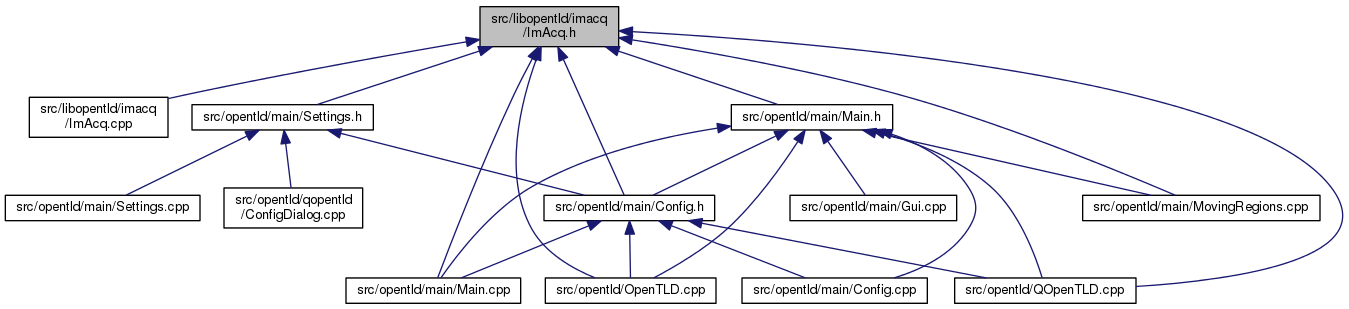 src/libopentld/imacq
/ImAcq.h
src/libopentld/imacq
/ImAcq.cpp
src/opentld/main/Settings.h
src/opentld/main/Main.h
src/opentld/main/Settings.cpp
src/opentld/qopentld
/ConfigDialog.cpp
src/opentld/main/Config.h
src/opentld/main/Gui.cpp
src/opentld/main/MovingRegions.cpp
src/opentld/main/Main.cpp
src/opentld/OpenTLD.cpp
src/opentld/main/Config.cpp
src/opentld/QOpenTLD.cpp